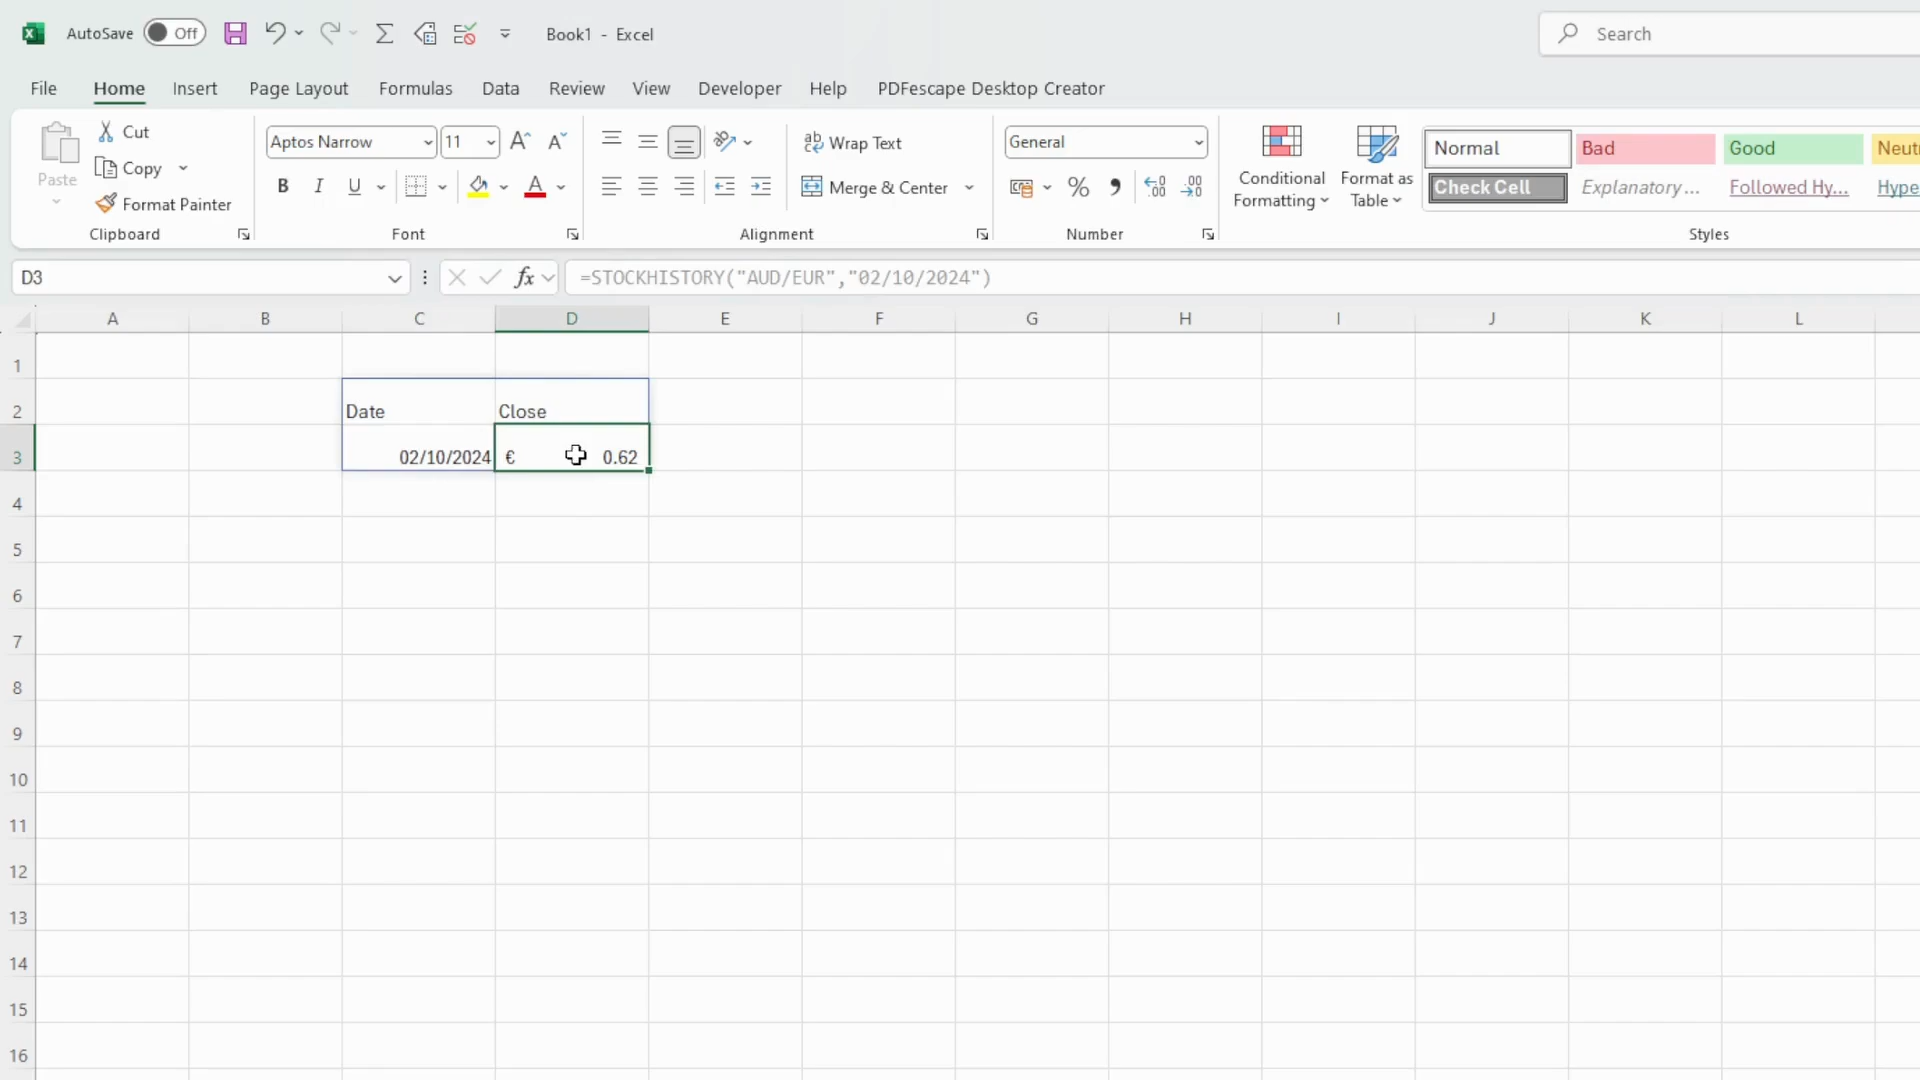 AutoSave Off Book1 - Excel Search
File Home Insert Page Layout Formulas Data Review View Developer Help PDFescape Desktop Creator
Paste
Cut
Copy
Format Painter
Clipboard
Aptos Narrow 11
B I U
Font
Wrap Text
Merge & Center
Alignment
General
Number
Conditional
Formatting
Format as
Table
Normal Bad Good
Check Cell Explanatory ... Followed Hy...
Styles
D3 fx =STOCKHISTORY("AUD/EUR","02/10/2024")
A B C D E F G H I J K L
1
2 Date Close
3 02/10/2024 € 0.62
4
5
6
7
8
9
10
11
12
13
14
15
16